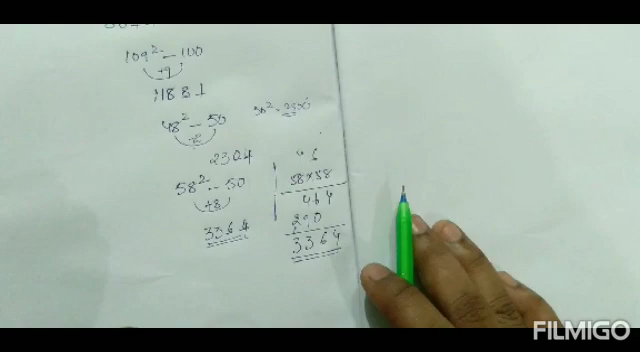 109² - 100
+9
11881
48² - 50
-2
50² = 2500
2304
58² - 50
+8
3364
6
58 × 58
464
290
3364
FILMIGO